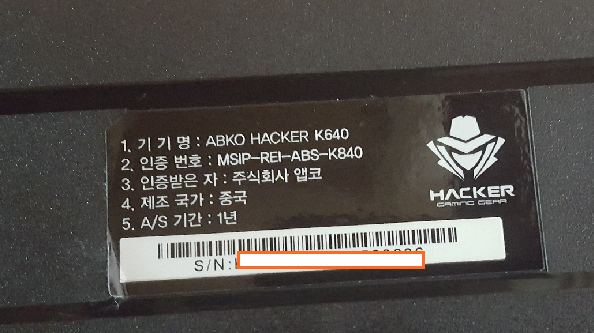 1. 기 기 명 : ABKO HACKER K640
2. 인증 번호 : MSIP-REI-ABS-K840
3. 인증받은 자 : 주식회사 앱코
4. 제조 국가 : 중국
5. A/S 기간 : 1년
HACKER
GAMING GEAR
S/N: